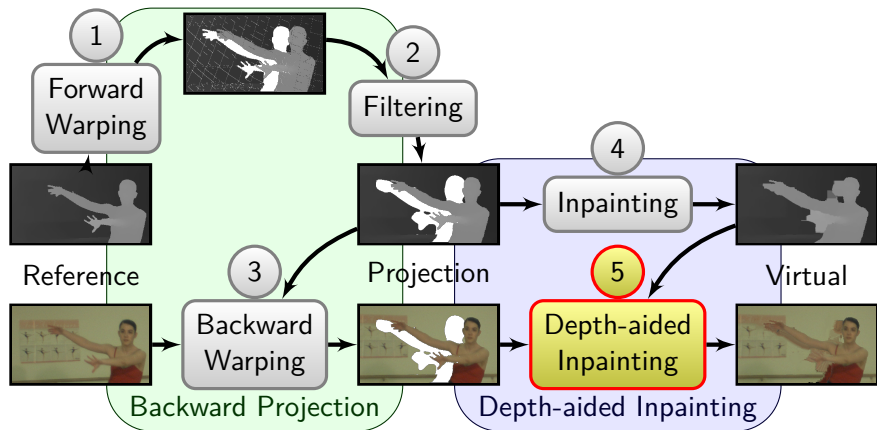 1
Forward
Warping
2
Filtering
4
Inpainting
Reference
3
Projection
5
Virtual
Backward
Warping
Depth-aided
Inpainting
Backward Projection
Depth-aided Inpainting